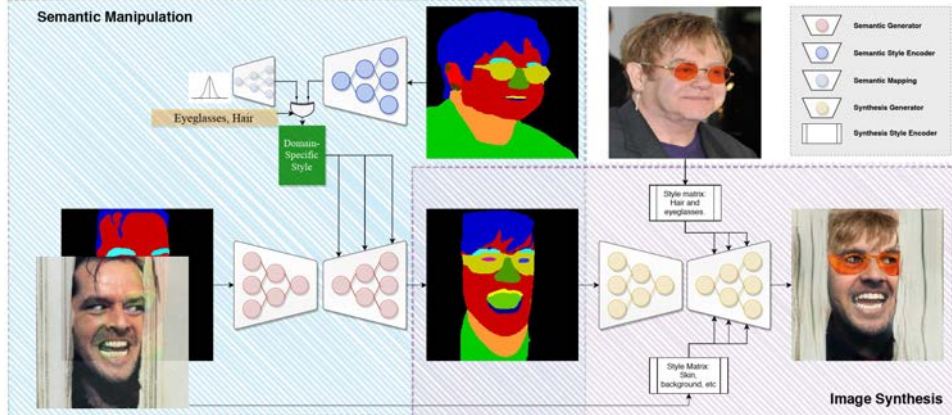 Semantic Manipulation
Semantic Generator
Semantic Style Encoder
Semantic Mapping
Synthesis Generator
Synthesis Style Encoder
Eyeglasses, Hair
Domain-
Specific
Style
Style matrix:
Hair and
eyeglasses.
Style Matrix:
Skin,
background, etc
Image Synthesis